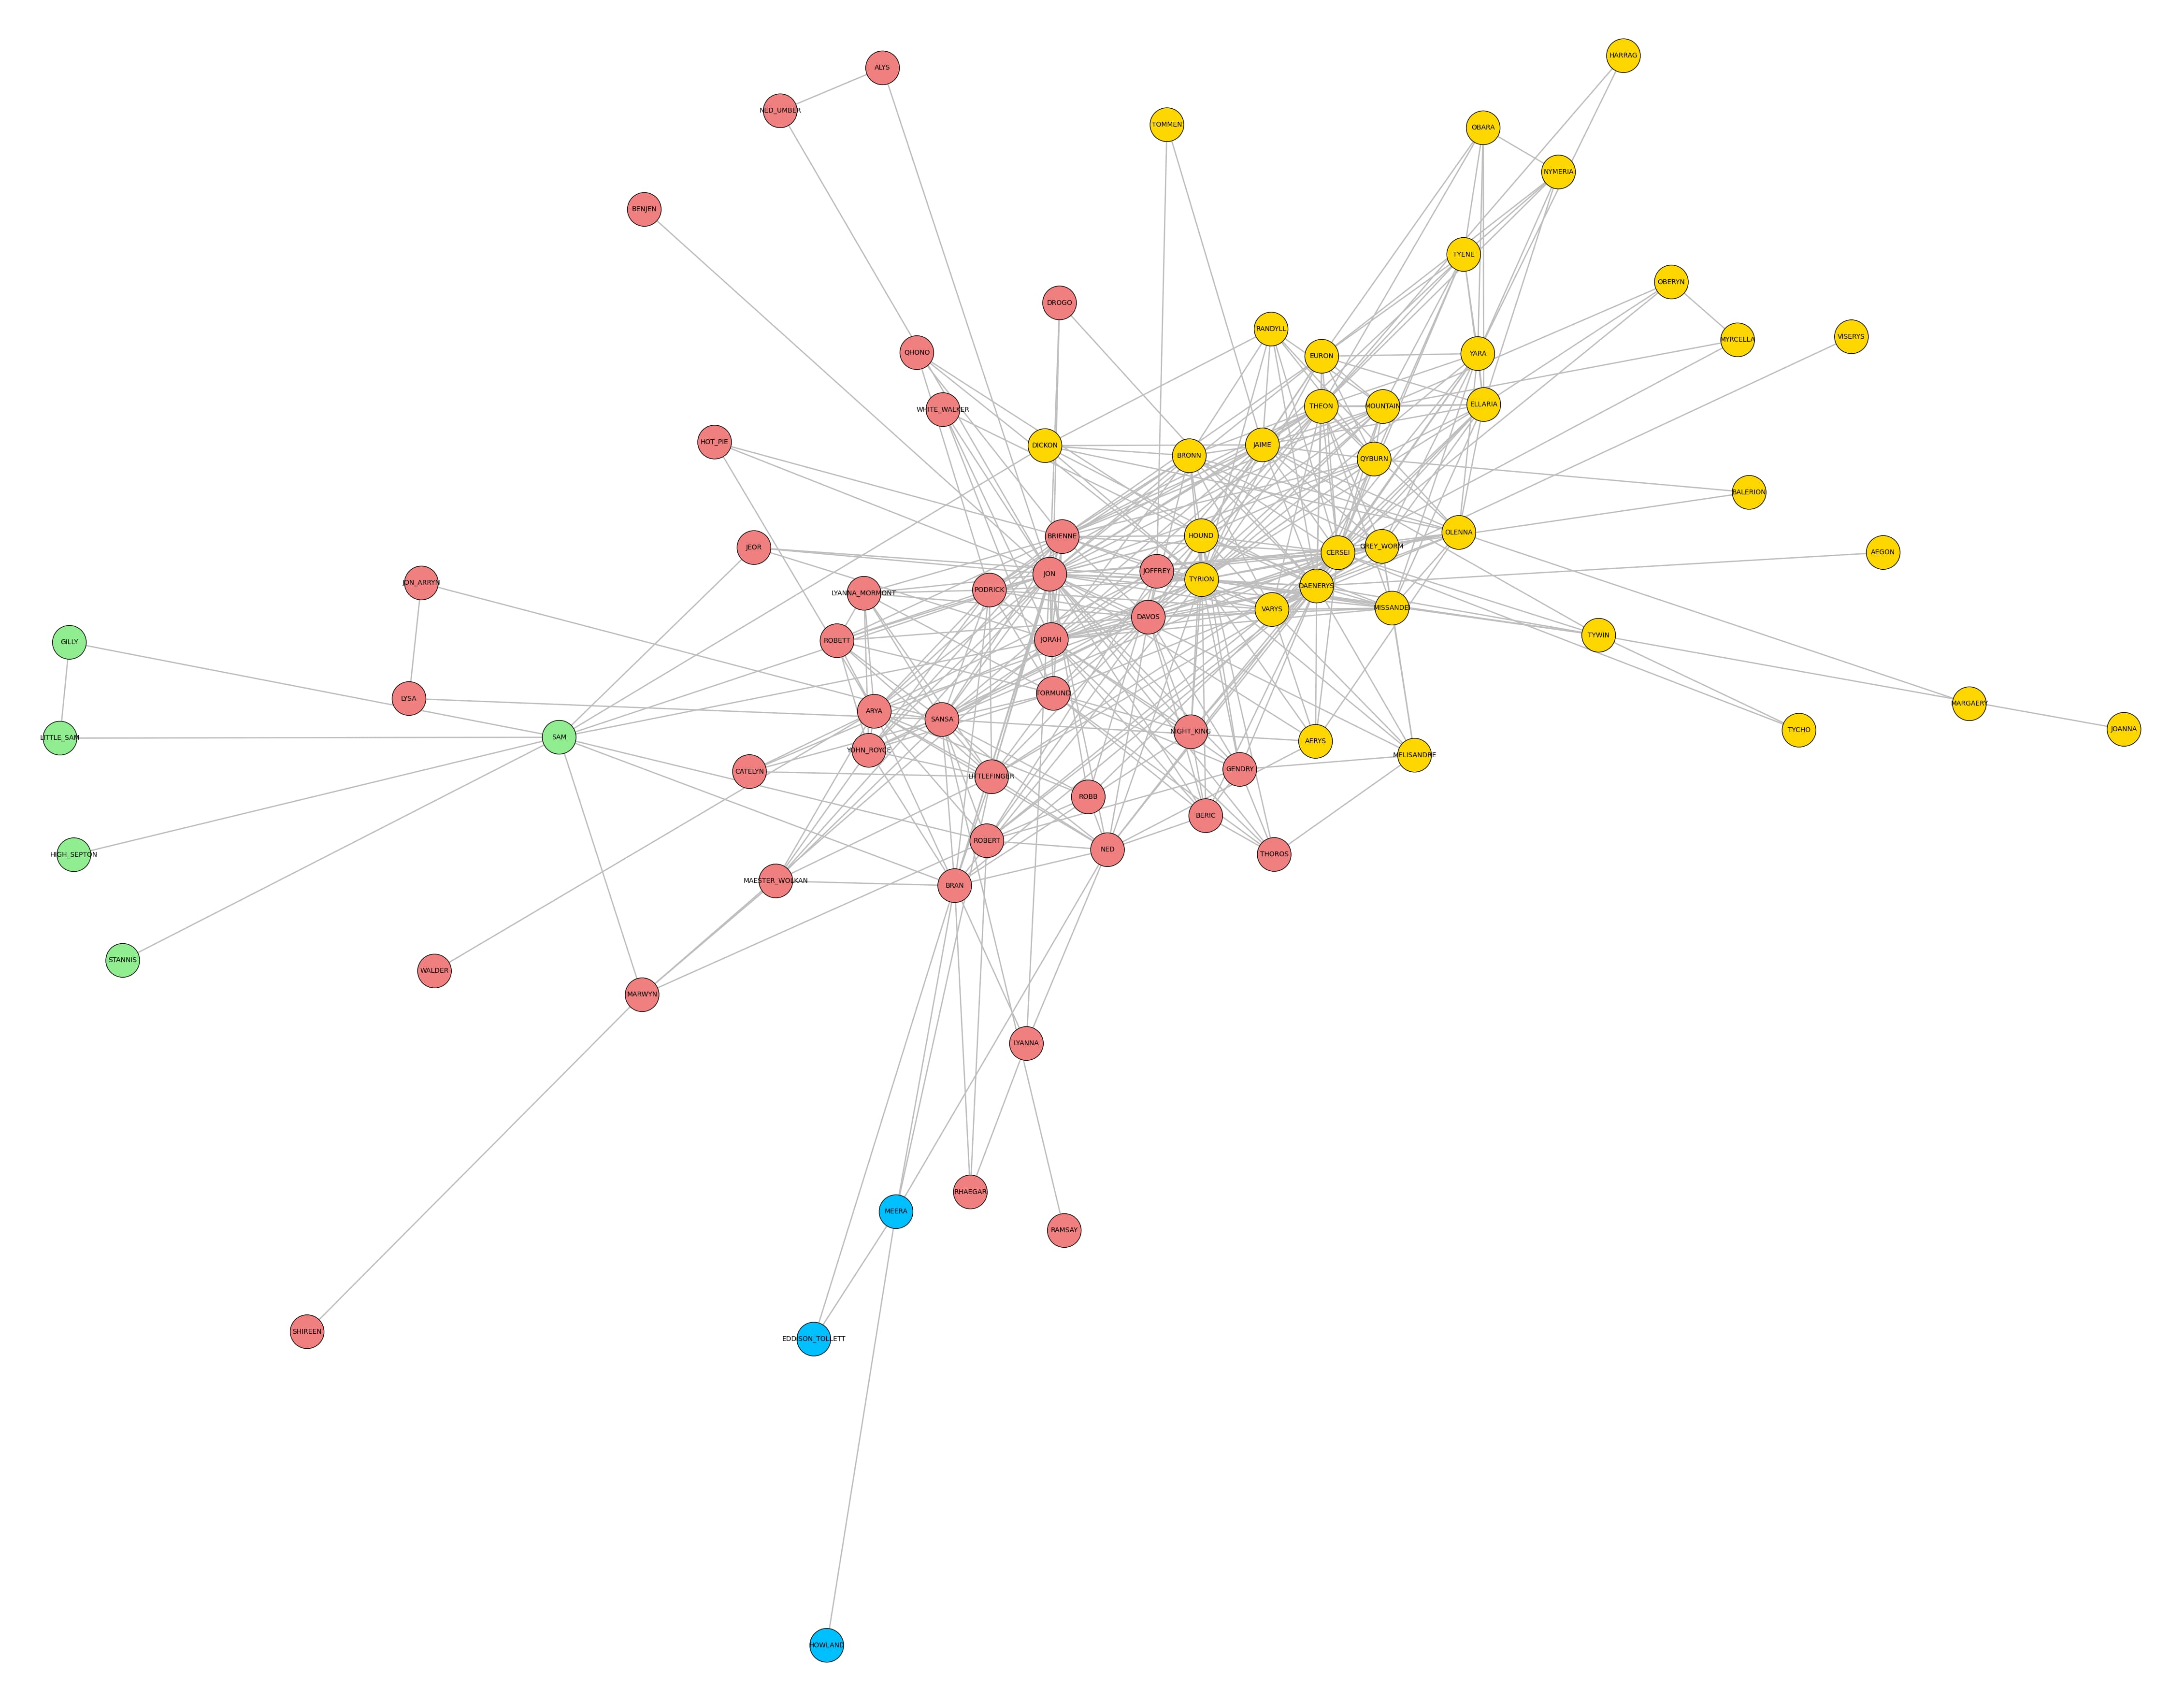 HARRAG
ALYS
NED_UMBER
TOMMEN
OBARA
NYMERIA
BENJEN
TYENE
OBERYN
DROGO
RANDYLL
VISERYS
MYRCELLA
QHONO
EURON
YARA
WHITE_WALKER
THEON
MOUNTAIN
ELLARIA
HOT_PIE
DICKON
JAIME
BRONN
QYBURN
BALERION
OLENNA
BRIENNE
HOUND
JEOR
GREY_WORM
CERSEI
AEGON
JON
JOFFREY
TYRION
JON_ARRYN
DAENERYS
PODRICK
LYANNA_MORMONT
MISSANDEI
VARYS
DAVOS
TYWIN
ROBETT
JORAH
GILLY
TORMUND
LYSA
MARGAERY
ARYA
SANSA
JOANNA
TYCHO
NIGHT_KING
LITTLE_SAM
SAM
AERYS
YOHN_ROYCE
MELISANDRE
GENDRY
CATELYN
LITTLEFINGER
ROBB
BERIC
ROBERT
NED
THOROS
HIGH_SEPTON
MAESTER_WOLKAN
BRAN
STANNIS
WALDER
MARWYN
LYANNA
RHAEGAR
MEERA
RAMSAY
SHIREEN
EDDISON_TOLLETT
HOWLAND